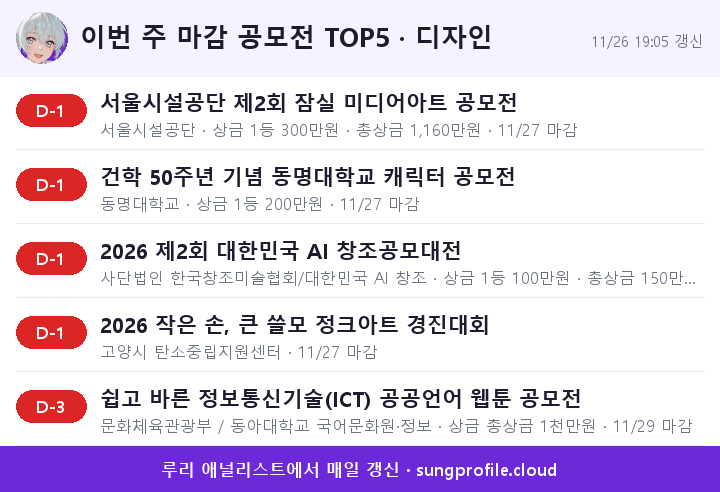 이번 주 마감 공모전 TOP5 · 디자인
11/26 19:05 갱신
D-1
서울시설공단 제2회 잠실 미디어아트 공모전
서울시설공단 · 상금 1등 300만원 · 총상금 1,160만원 · 11/27 마감
D-1
건학 50주년 기념 동명대학교 캐릭터 공모전
동명대학교 · 상금 1등 200만원 · 11/27 마감
D-1
2026 제2회 대한민국 AI 창조공모대전
사단법인 한국창조미술협회/대한민국 AI 창조 · 상금 1등 100만원 · 총상금 150만...
D-1
2026 작은 손, 큰 쓸모 정크아트 경진대회
고양시 탄소중립지원센터 · 11/27 마감
D-3
쉽고 바른 정보통신기술(ICT) 공공언어 웹툰 공모전
문화체육관광부 / 동아대학교 국어문화원·정보 · 상금 총상금 1천만원 · 11/29 마감
루리 애널리스트에서 매일 갱신 · sungprofile.cloud